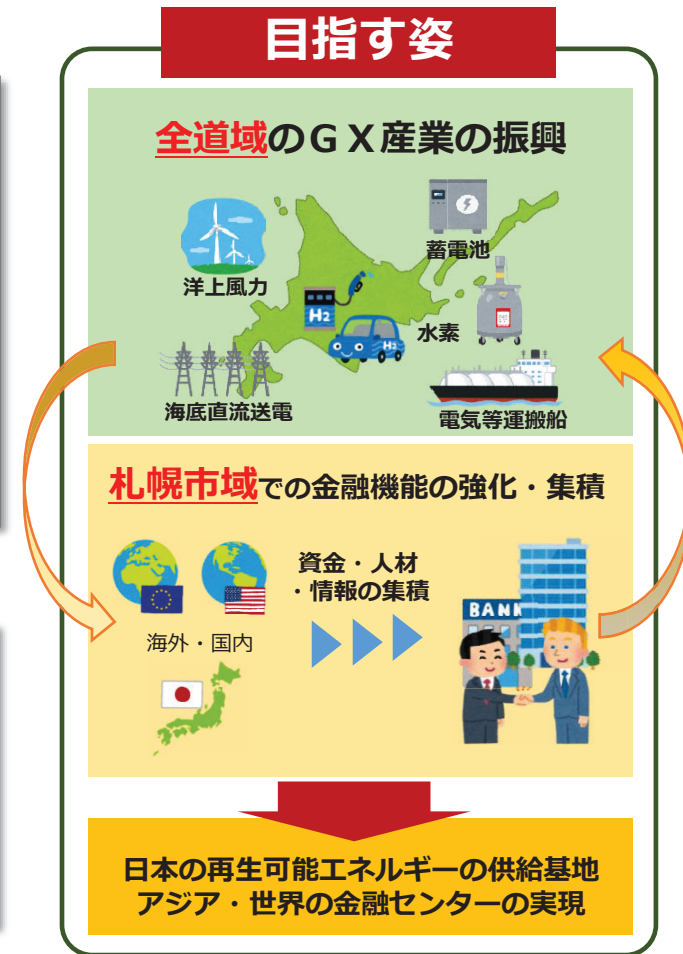 目指す姿
全道域のＧＸ産業の振興
洋上風力
蓄電池
H2
H2
水素
海底直流送電
電気等運搬船
札幌市域での金融機能の強化・集積
資金・人材
・情報の集積
海外・国内
BANK
日本の再生可能エネルギーの供給基地
アジア・世界の金融センターの実現